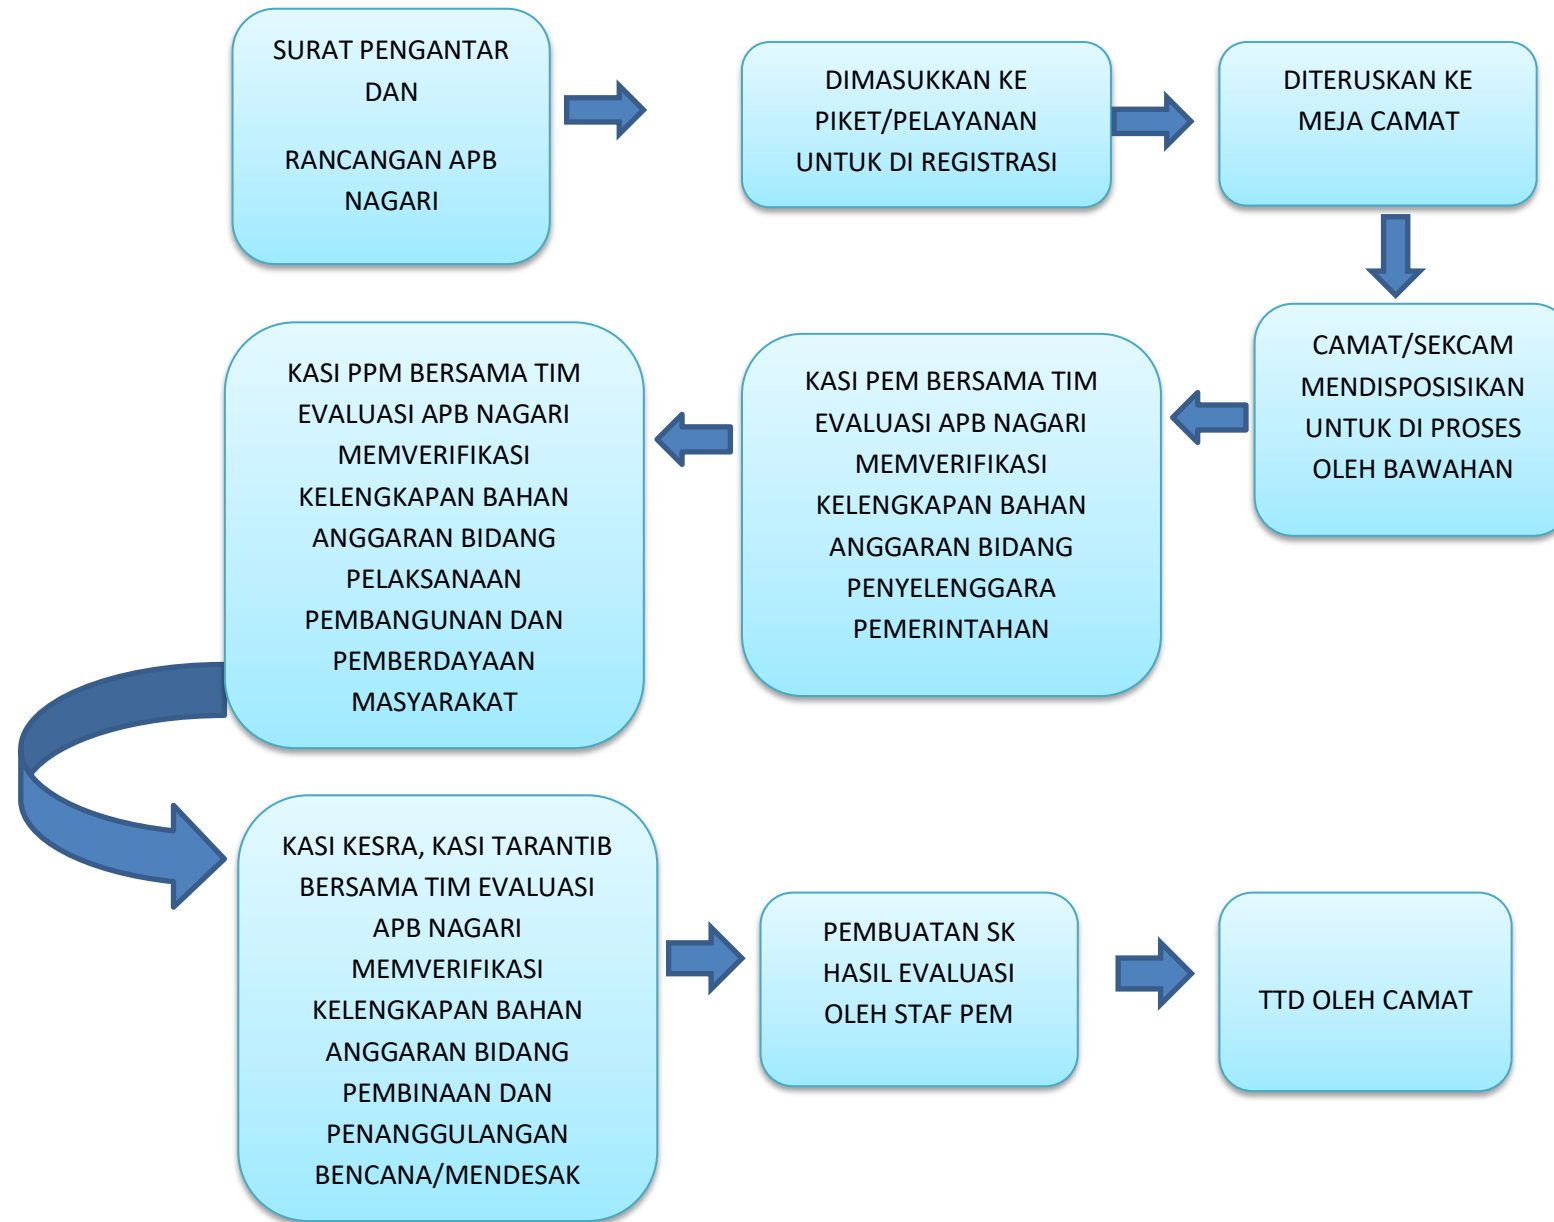 SURAT PENGANTAR
DAN
RANCANGAN APB
NAGARI
DIMASUKKAN KE
PIKET/PELAYANAN
UNTUK DI REGISTRASI
DITERUSKAN KE
MEJA CAMAT
CAMAT/SEKCAM
MENDISPOSISIKAN
UNTUK DI PROSES
OLEH BAWAHAN
KASI PEM BERSAMA TIM
EVALUASI APB NAGARI
MEMVERIFIKASI
KELENGKAPAN BAHAN
ANGGARAN BIDANG
PENYELENGGARA
PEMERINTAHAN
KASI PPM BERSAMA TIM
EVALUASI APB NAGARI
MEMVERIFIKASI
KELENGKAPAN BAHAN
ANGGARAN BIDANG
PELAKSANAAN
PEMBANGUNAN DAN
PEMBERDAYAAN
MASYARAKAT
KASI KESRA, KASI TARANTIB
BERSAMA TIM EVALUASI
APB NAGARI
MEMVERIFIKASI
KELENGKAPAN BAHAN
ANGGARAN BIDANG
PEMBINAAN DAN
PENANGGULANGAN
BENCANA/MENDESAK
PEMBUATAN SK
HASIL EVALUASI
OLEH STAF PEM
TTD OLEH CAMAT